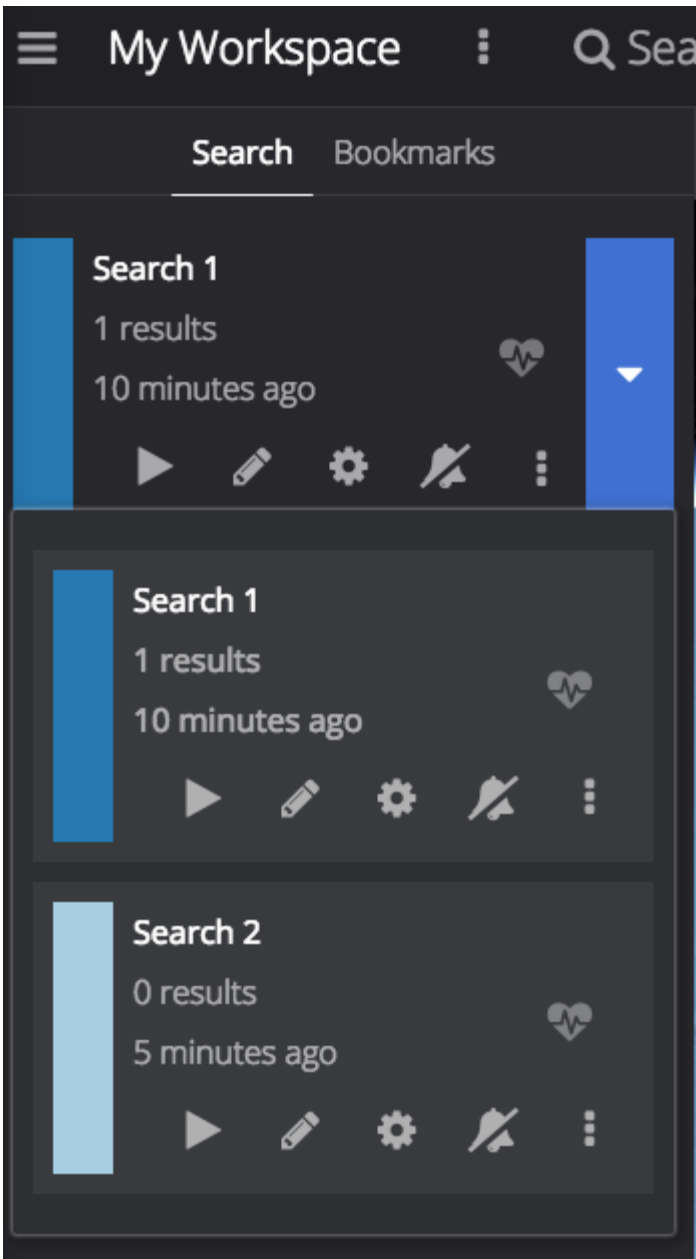 My Workspace
Search Bookmarks
Search 1
1 results
10 minutes ago
Search 1
1 results
10 minutes ago
Search 2
0 results
5 minutes ago